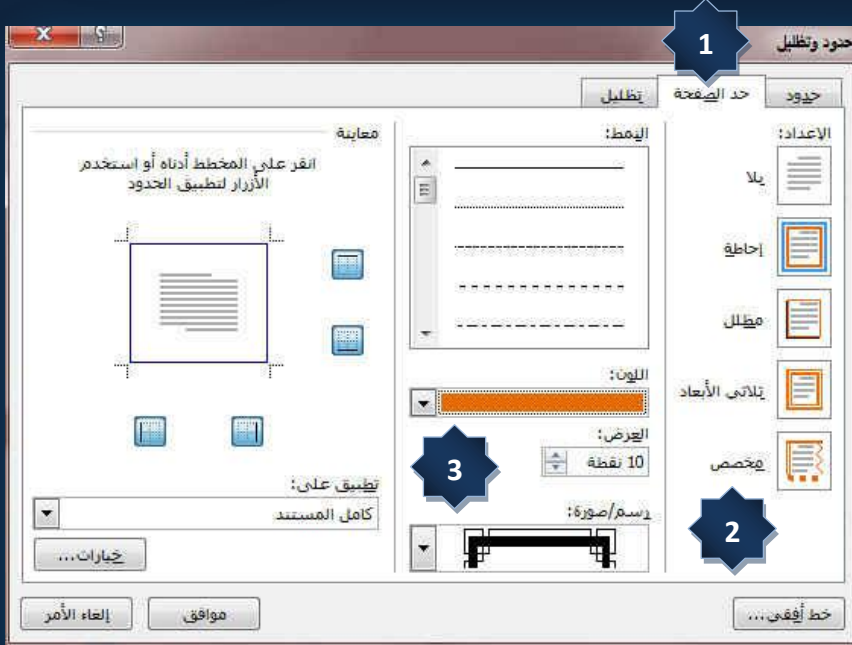 حدود وتظليل
1
حدود
حد الصفحة
تظليل
الإعداد:
بلا
إحاطة
مظلل
ثلاثي الأبعاد
مخصص
2
خط أفقي...
النمط:
اللون:
العرض:
10 نقطة
3
رسم/صورة:
معاينة
انقر على المخطط أدناه أو استخدم
الأزرار لتطبيق الحدود
تطبيق على:
كامل المستند
خيارات...
موافق
إلغاء الأمر